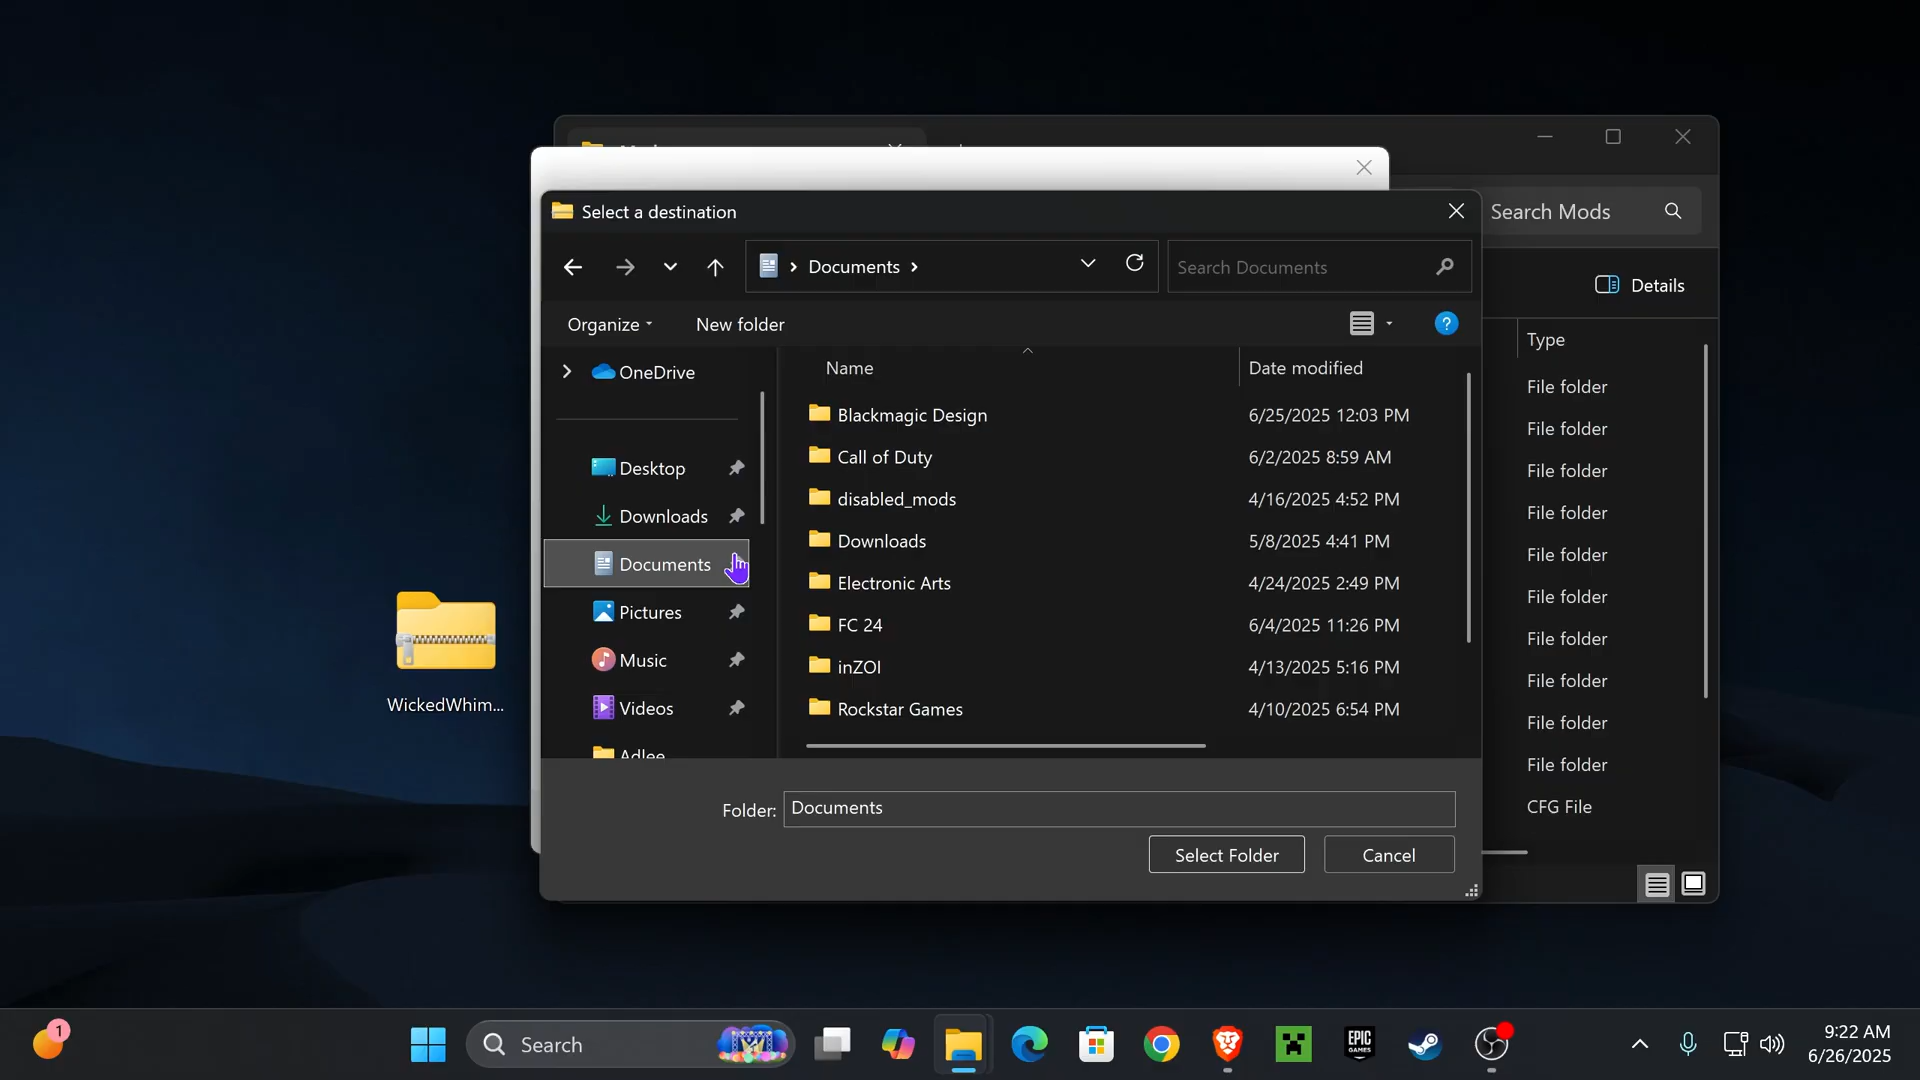 Select a destination
Search Mods
Documents
Search Documents
Details
Organize
New folder
Type
OneDrive
Name
Date modified
File folder
Blackmagic Design
6/25/2025 12:03 PM
File folder
Call of Duty
6/2/2025 8:59 AM
Desktop
File folder
disabled_mods
4/16/2025 4:52 PM
Downloads
File folder
Downloads
5/8/2025 4:41 PM
Documents
File folder
Electronic Arts
4/24/2025 2:49 PM
File folder
Pictures
FC 24
6/4/2025 11:26 PM
File folder
Music
inZOI
4/13/2025 5:16 PM
File folder
Videos
Rockstar Games
4/10/2025 6:54 PM
File folder
Adlee
File folder
WickedWhim...
CFG File
Folder:
Documents
Select Folder
Cancel
1
Search
EPIC
GAMES
9:22 AM
6/26/2025